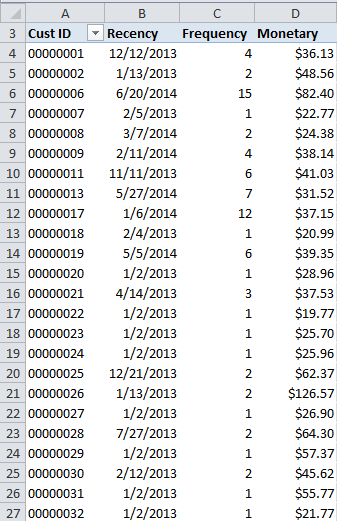 A B C D
3 Cust ID Recency Frequency Monetary
4 00000001 12/12/2013 4 $36.13
5 00000002 1/13/2013 2 $48.56
6 00000006 6/20/2014 15 $82.40
7 00000007 2/5/2013 1 $22.77
8 00000008 3/7/2014 2 $24.38
9 00000009 2/11/2014 4 $38.14
10 00000011 11/11/2013 6 $41.03
11 00000013 5/27/2014 7 $31.52
12 00000017 1/6/2014 12 $37.15
13 00000018 2/4/2013 1 $20.99
14 00000019 5/5/2014 6 $39.35
15 00000020 1/2/2013 1 $28.96
16 00000021 4/14/2013 3 $37.53
17 00000022 1/2/2013 1 $19.77
18 00000023 1/2/2013 1 $25.70
19 00000024 1/2/2013 1 $25.96
20 00000025 12/21/2013 2 $62.37
21 00000026 1/13/2013 2 $126.57
22 00000027 1/2/2013 1 $26.90
23 00000028 7/27/2013 2 $64.30
24 00000029 1/2/2013 1 $57.37
25 00000030 2/12/2013 2 $45.62
26 00000031 1/2/2013 1 $55.77
27 00000032 1/2/2013 1 $21.77